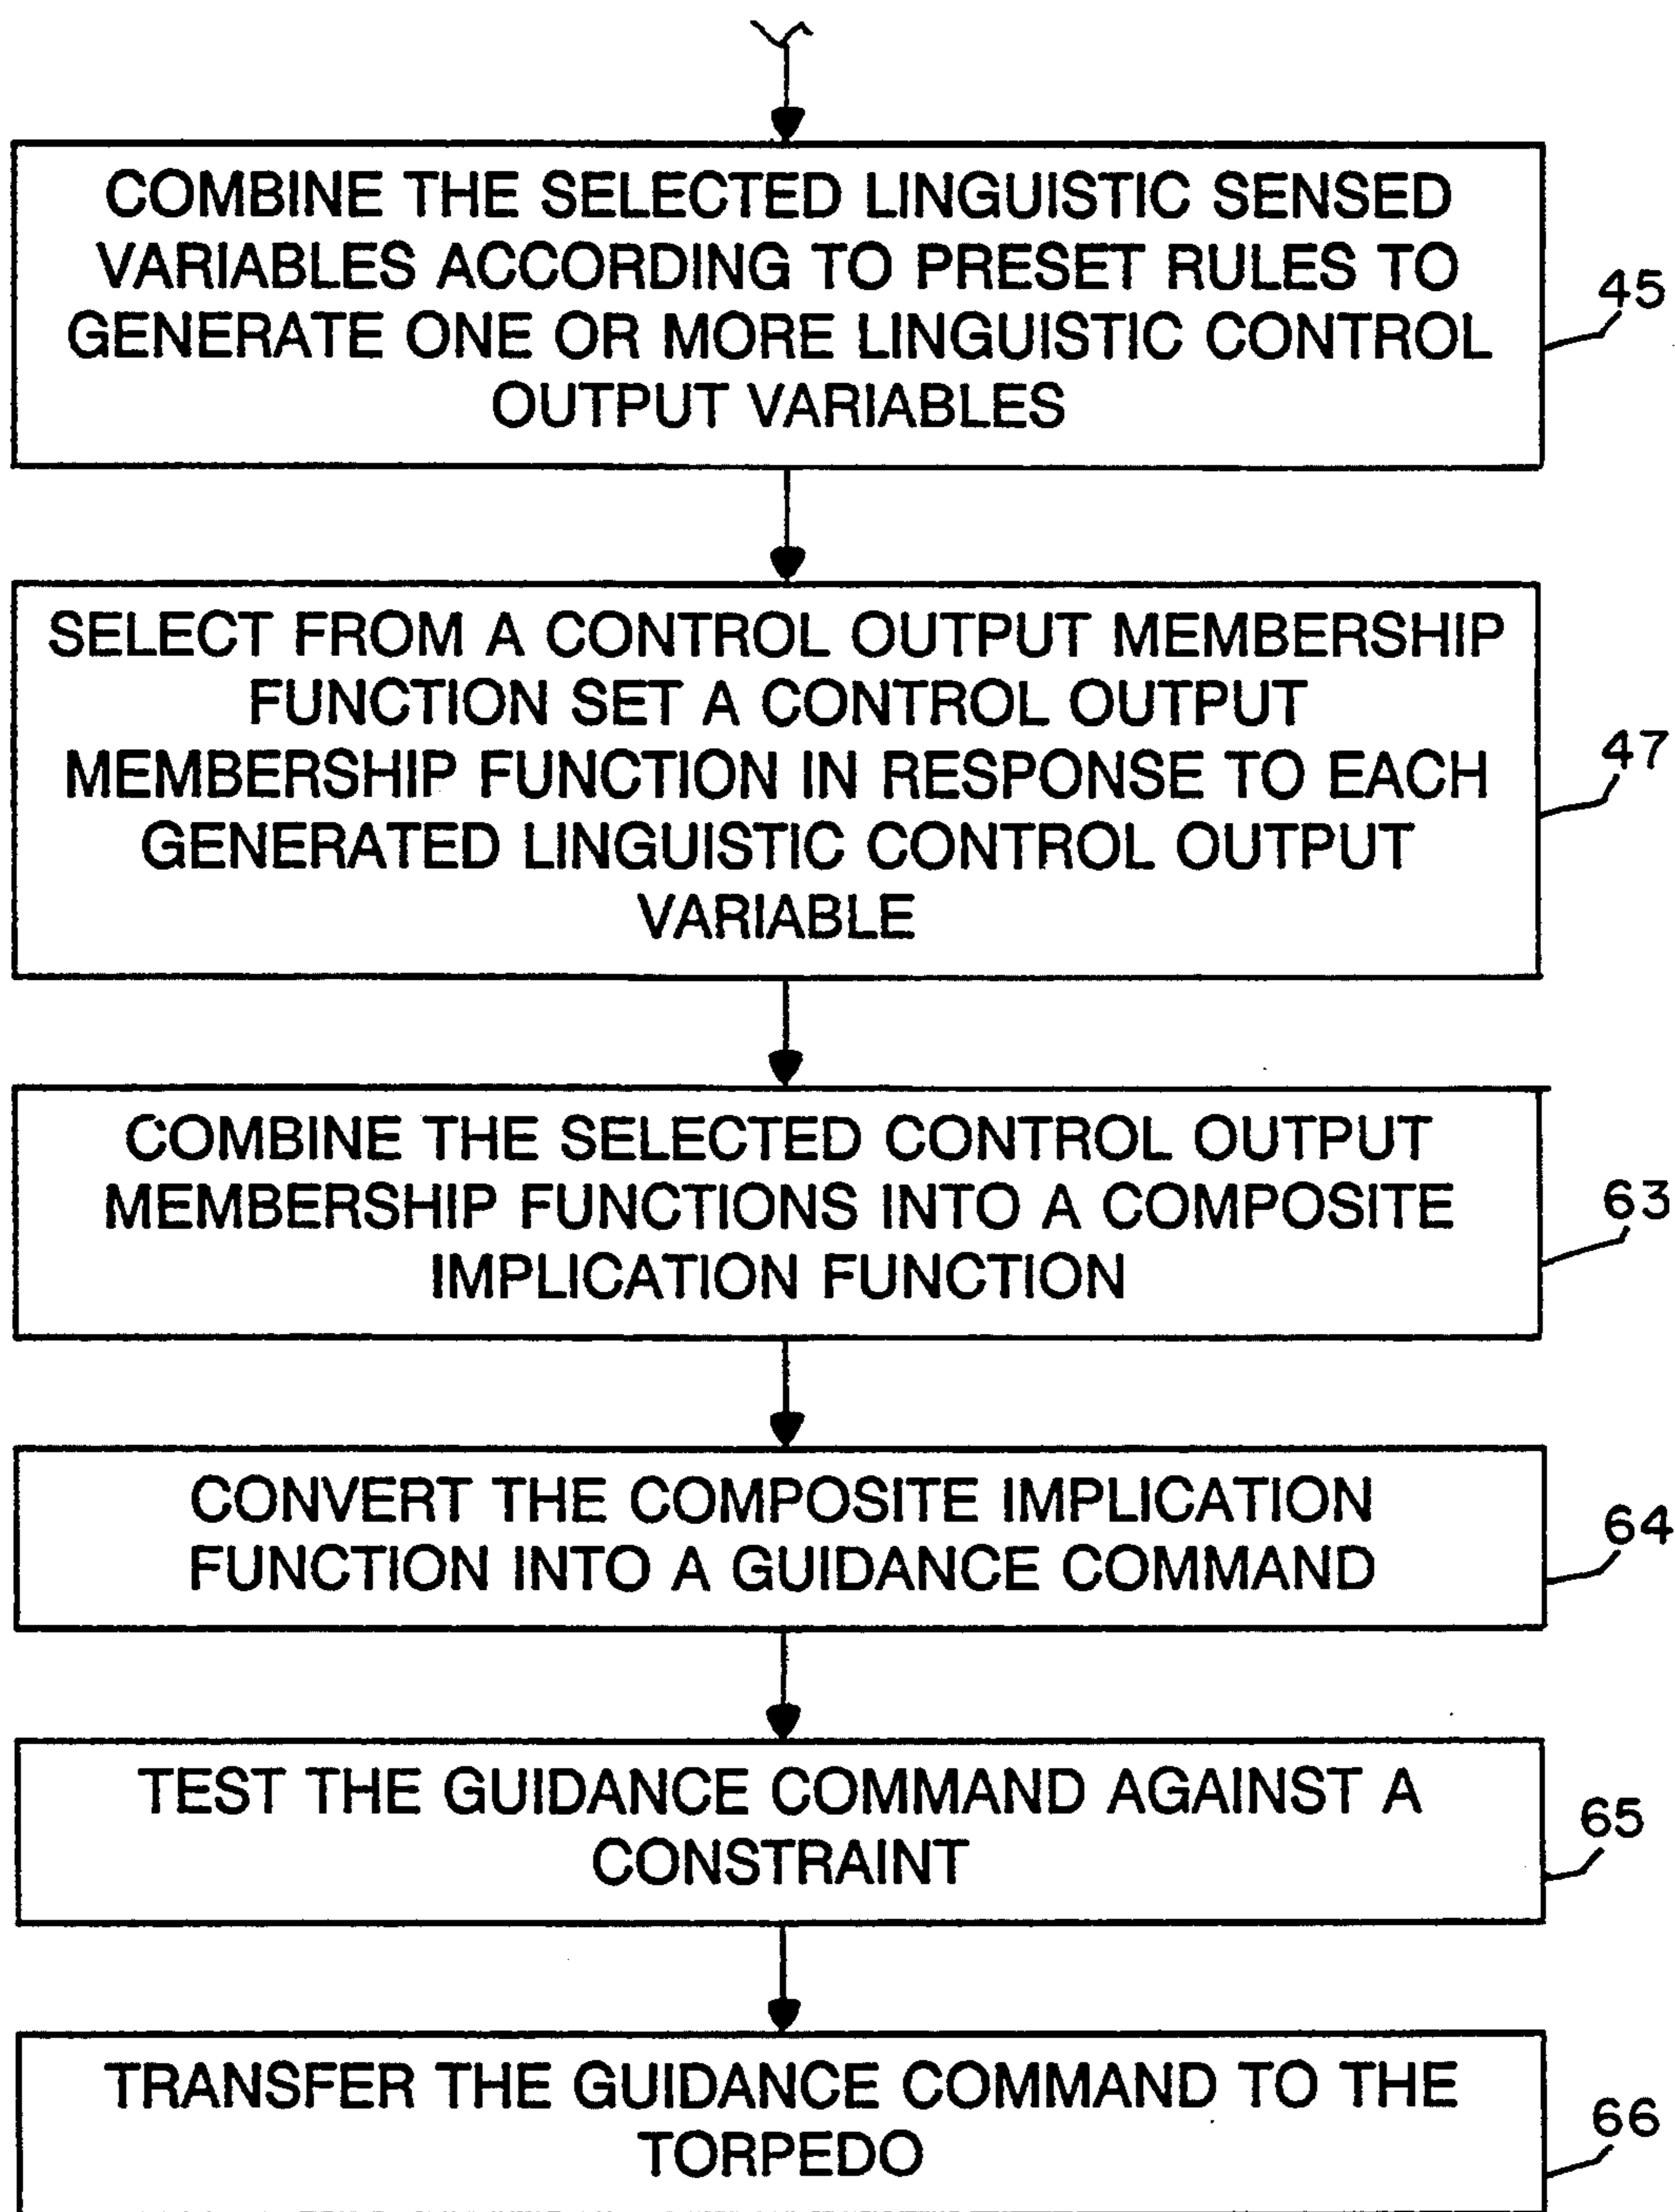 COMBINE THE SELECTED LINGUISTIC SENSED
VARIABLES ACCORDING TO PRESET RULES TO
GENERATE ONE OR MORE LINGUISTIC CONTROL
OUTPUT VARIABLES
45
SELECT FROM A CONTROL OUTPUT MEMBERSHIP
FUNCTION SET A CONTROL OUTPUT
MEMBERSHIP FUNCTION IN RESPONSE TO EACH
GENERATED LINGUISTIC CONTROL OUTPUT
VARIABLE
47
COMBINE THE SELECTED CONTROL OUTPUT
MEMBERSHIP FUNCTIONS INTO A COMPOSITE
IMPLICATION FUNCTION
63
CONVERT THE COMPOSITE IMPLICATION
FUNCTION INTO A GUIDANCE COMMAND
64
TEST THE GUIDANCE COMMAND AGAINST A
CONSTRAINT
65
TRANSFER THE GUIDANCE COMMAND TO THE
TORPEDO
66